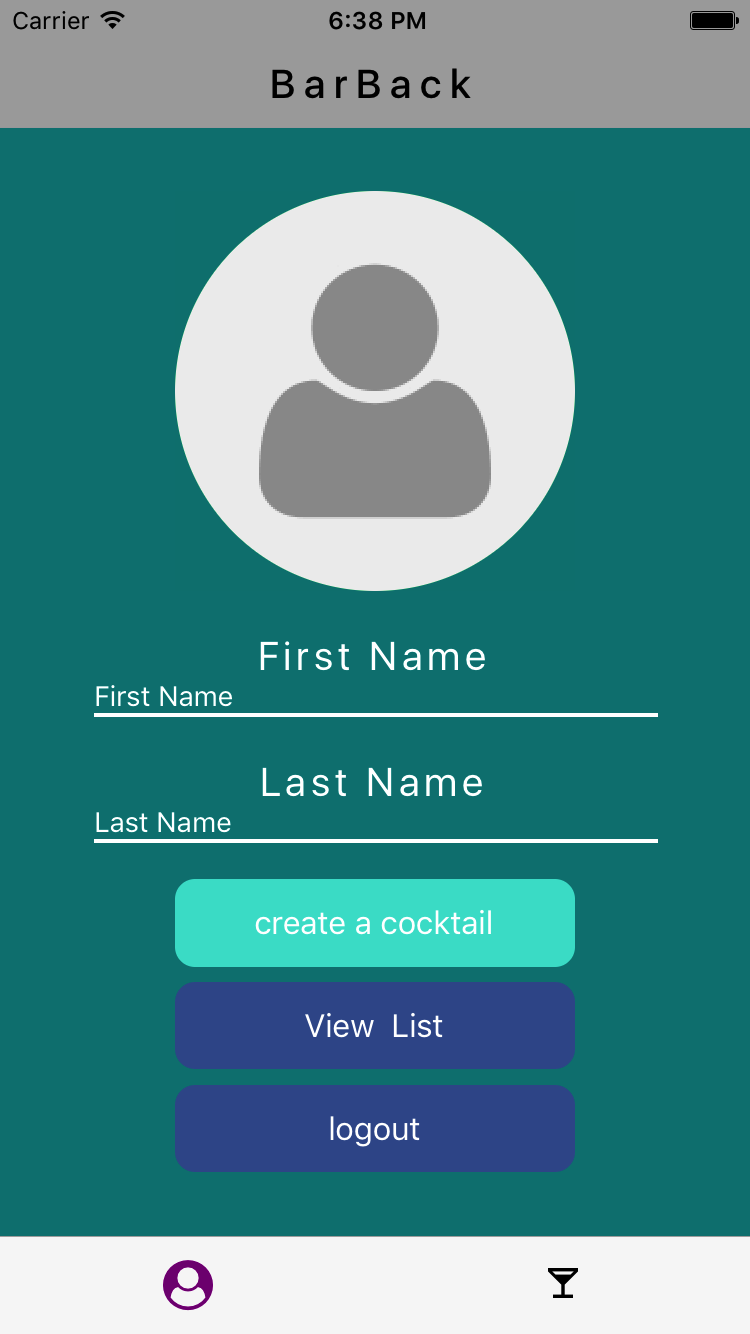 Carrier 6:38 PM
BarBack
First Name
First Name
Last Name
Last Name
create a cocktail
View  List
logout